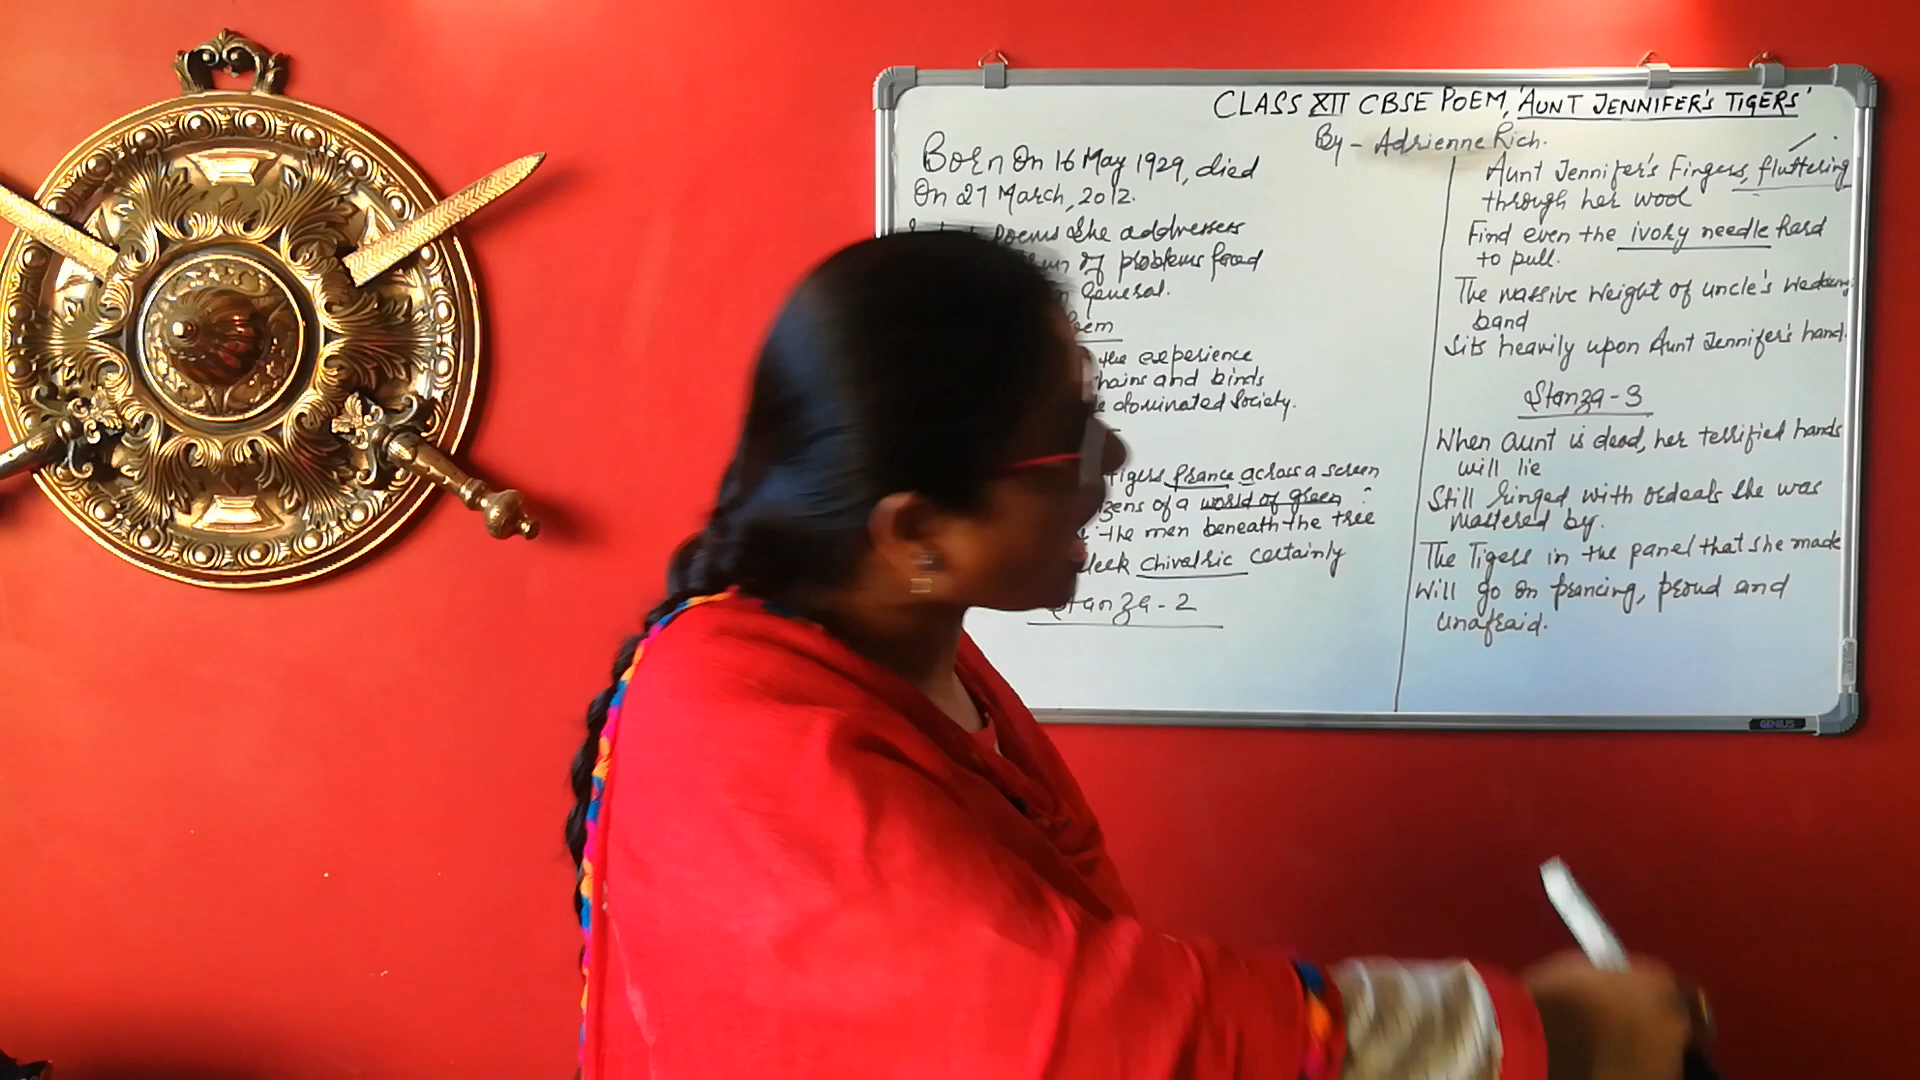 CLASS XII CBSE POEM, 'AUNT JENNIFER'S TIGERS'
By - Adrienne Rich.
Born On 16 May 1929, died
On 27 March, 2012.
Poems She addresses
of problems faced
General.
the experience
and binds
dominated Society.
Tigers prance across a screen
of a world of green
the men beneath the tree
chivalric certainly
Stanza - 2
Aunt Jennifer's Fingers, fluttering
through her wool
Find even the ivory needle hard
to pull.
The massive weight of uncle's wedding
band
Sits heavily upon Aunt Jennifer's hand.
Stanza - 3
When aunt is dead, her terrified hands
will lie
Still ringed with ordeals she was
mastered by.
The Tigers in the panel that she made
Will go on prancing, proud and
unafraid.
GENIUS